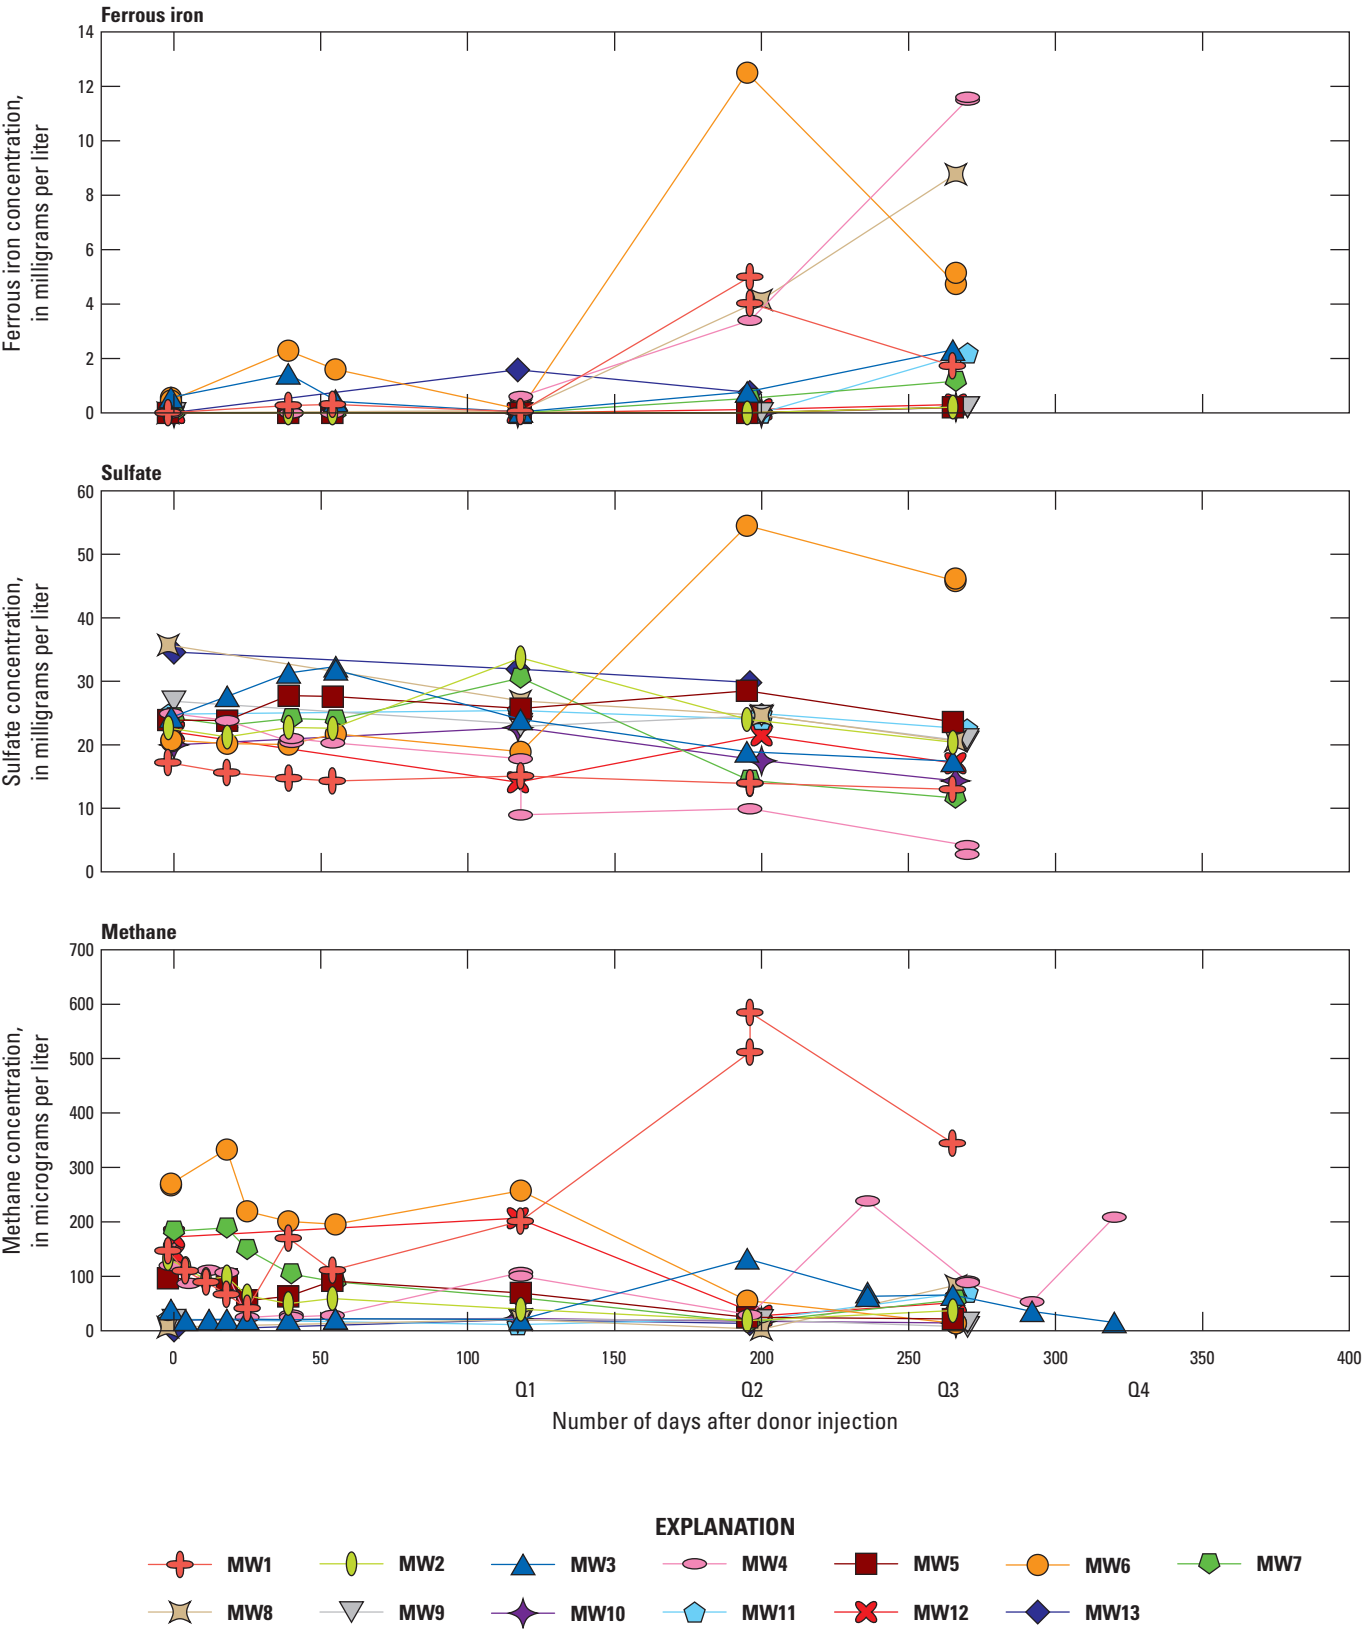 Ferrous iron
Ferrous iron concentration,
in milligrams per liter
14
12
10
8
6
4
2
0
Sulfate
Sulfate concentration,
in milligrams per liter
60
50
40
30
20
10
0
Methane
Methane concentration,
in micrograms per liter
700
600
500
400
300
200
100
0
0 50 100 150 200 250 300 350 400
Q1 Q2 Q3 Q4
Number of days after donor injection
EXPLANATION
MW1 MW2 MW3 MW4 MW5 MW6 MW7
MW8 MW9 MW10 MW11 MW12 MW13